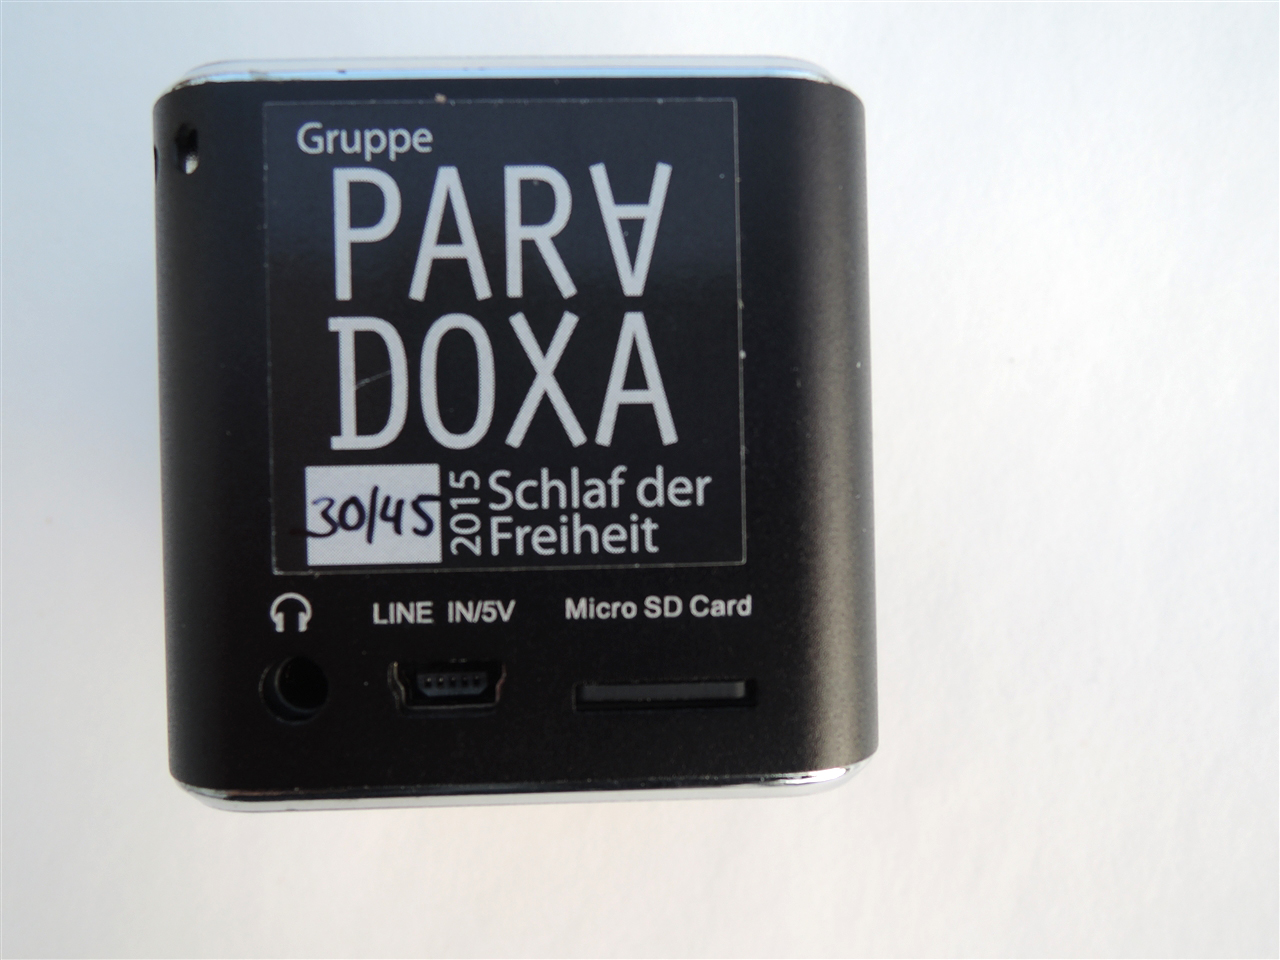 Gruppe
PARA
DOXA
30/45 2015 Schlaf der
Freiheit
LINE IN/5V Micro SD Card